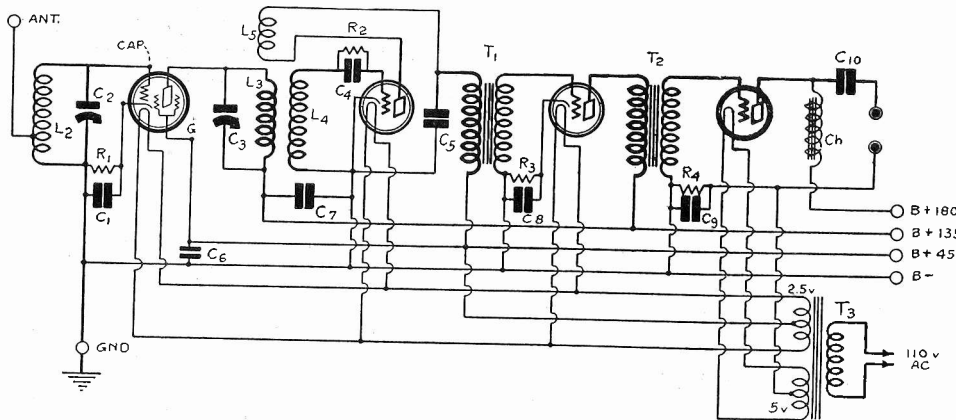 ANT.
CAP.
L2
C2
R1
C1
G
C3
L3
L5
R2
C4
L4
C5
C7
C6
T1
R3
C8
T2
R4
C9
C10
Ch
B+180
B+135
B+45
B-
GND
2.5v
T3
110 v
AC
5v